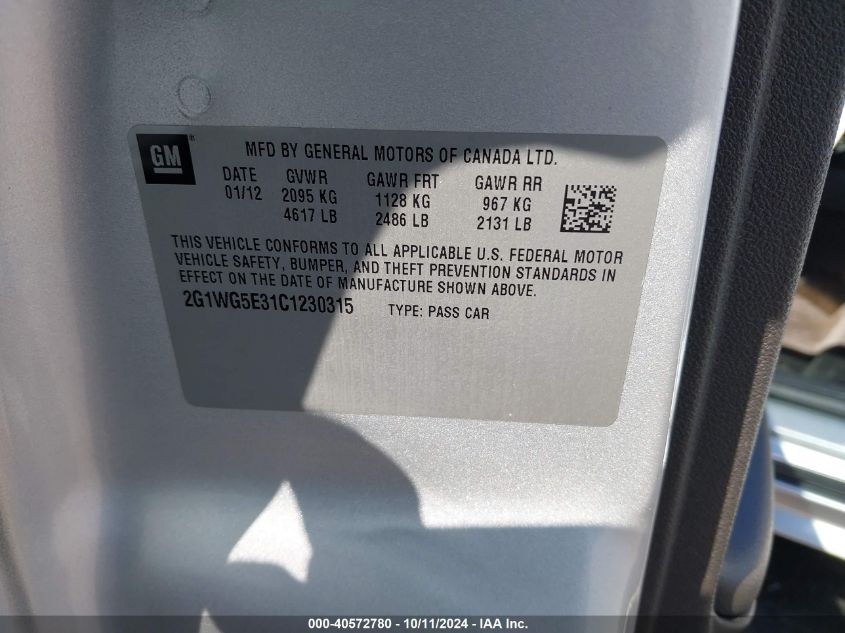 GM
MFD BY GENERAL MOTORS OF CANADA LTD.
DATE GVWR GAWR FRT GAWR RR
01/12 2095 KG 1128 KG 967 KG
4617 LB 2486 LB 2131 LB
THIS VEHICLE CONFORMS TO ALL APPLICABLE U.S. FEDERAL MOTOR
VEHICLE SAFETY, BUMPER, AND THEFT PREVENTION STANDARDS IN
EFFECT ON THE DATE OF MANUFACTURE SHOWN ABOVE.
2G1WG5E31C1230315 TYPE: PASS CAR
000-40572780 - 10/11/2024 - IAA Inc.